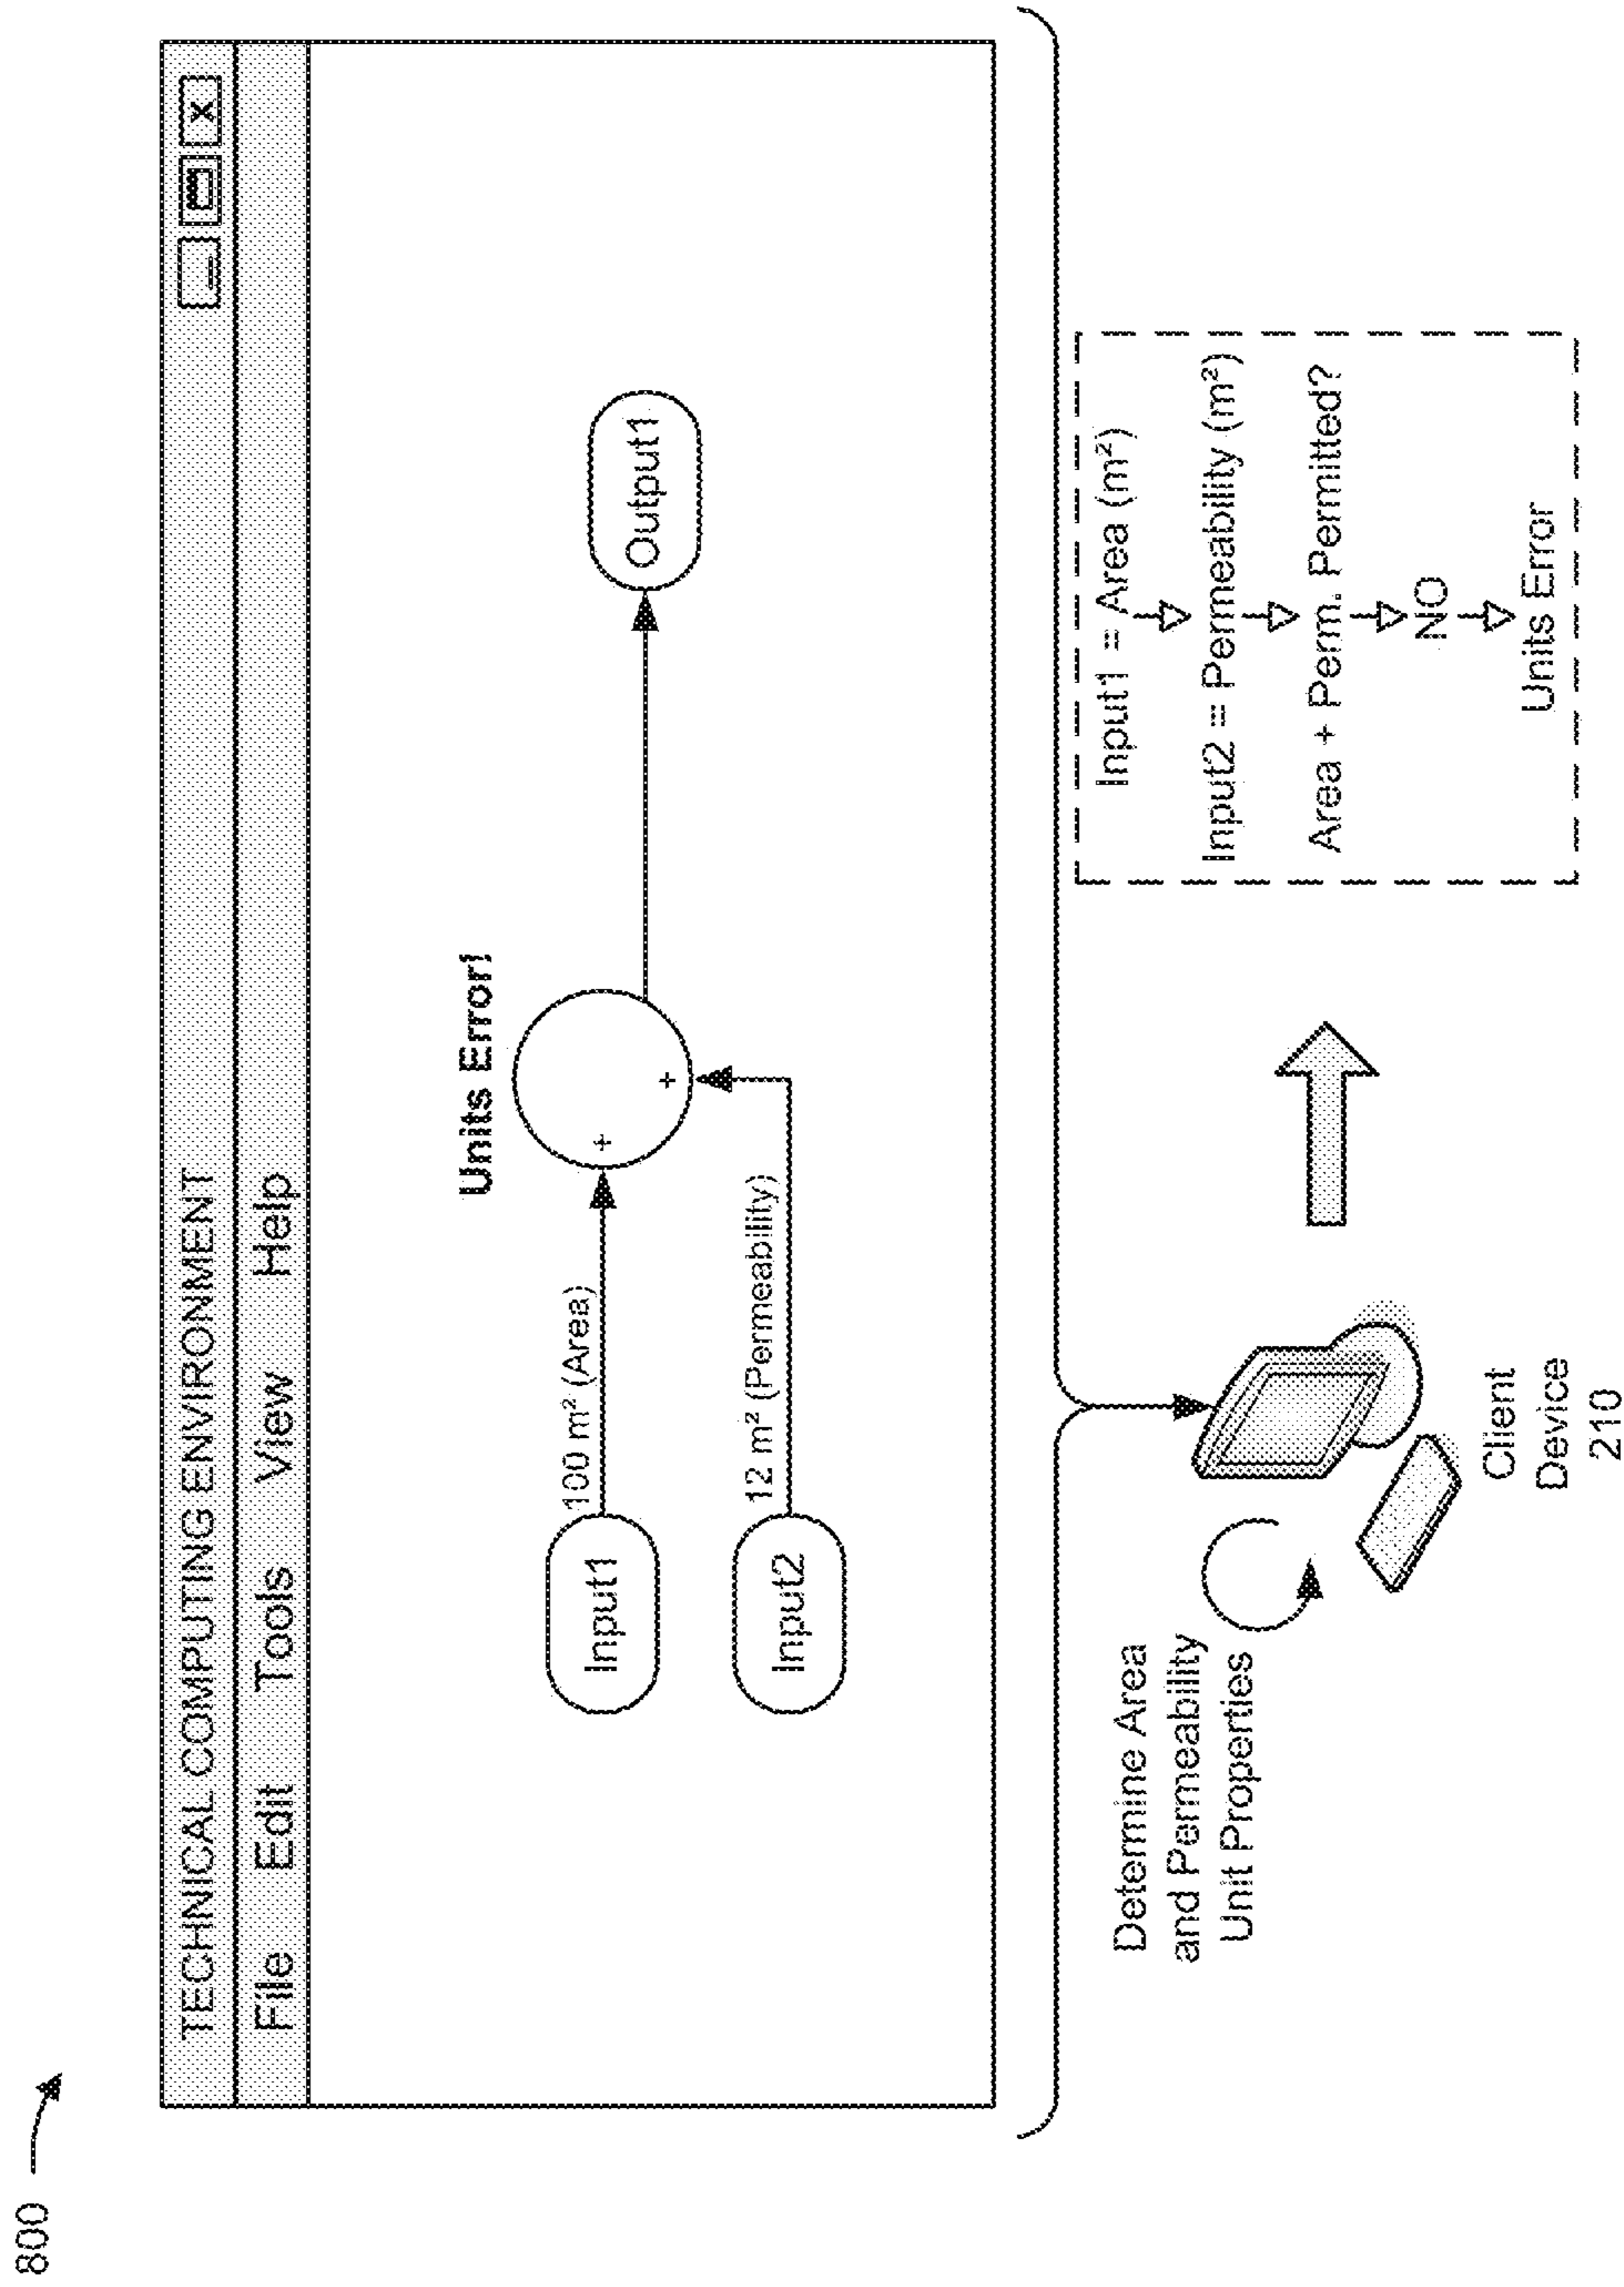 800
TECHNICAL COMPUTING ENVIRONMENT
File Edit Tools View Help
Units Error!
Input1
100 m² (Area)
+
Output1
Input2
12 m² (Permeability)
+
Determine Area
and Permeability
Unit Properties
Client
Device
210
Input1 = Area (m²)
Input2 = Permeability (m²)
Area + Perm. Permitted?
NO
Units Error